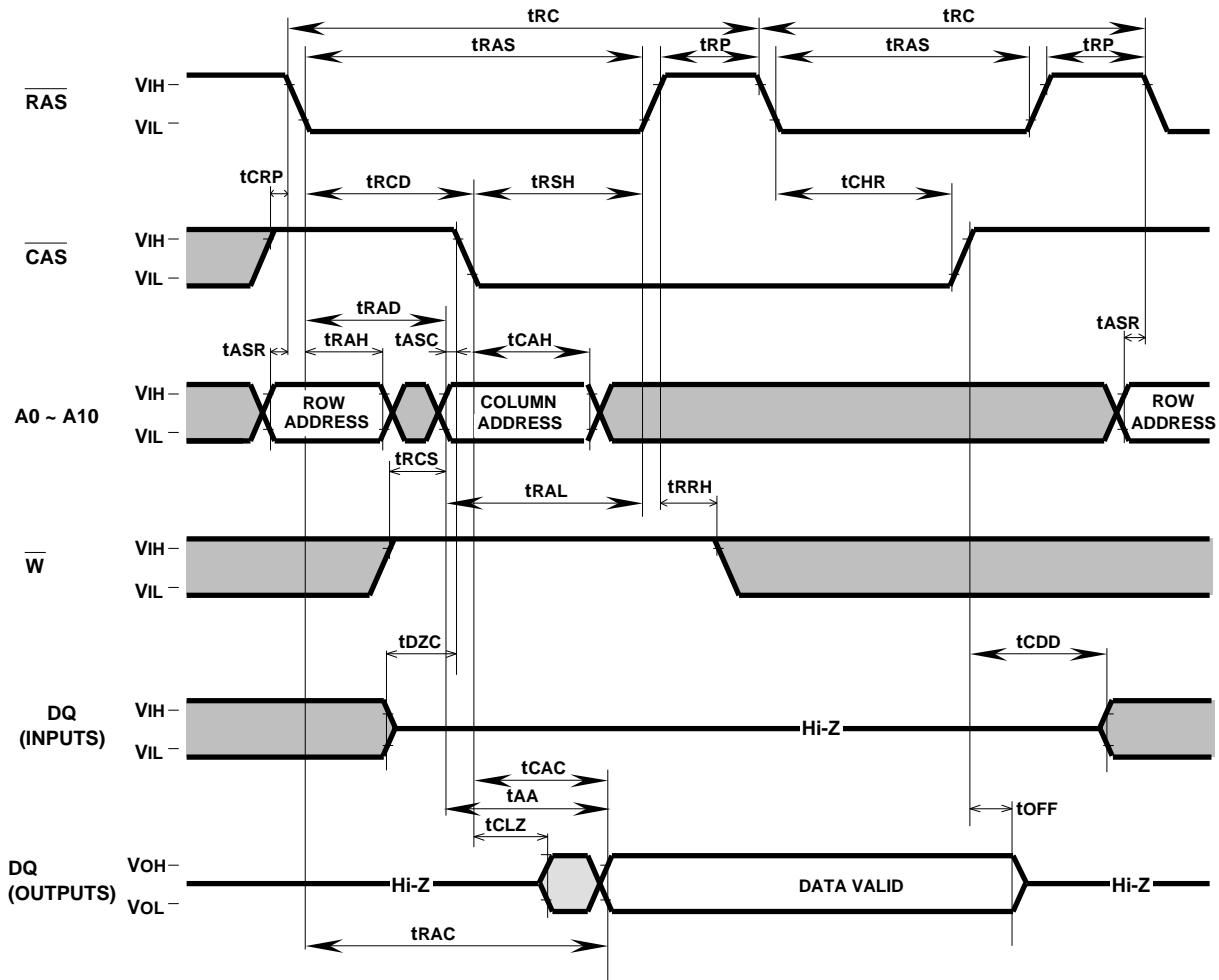 tRC tRC
tRAS tRP tRAS tRP
RAS VIH
VIL
tCRP tRCD tRSH tCHR
CAS VIH
VIL
tRAD
tASR tRAH tASC tCAH tASR
A0 ~ A10 VIH
VIL
ROW
ADDRESS
COLUMN
ADDRESS
ROW
ADDRESS
tRCS
tRAL tRRH
W VIH
VIL
tDZC tCDD
DQ
(INPUTS)
VIH
VIL
Hi-Z
tCAC
tAA tOFF
tCLZ
DQ
(OUTPUTS)
VOH
VOL
Hi-Z DATA VALID Hi-Z
tRAC